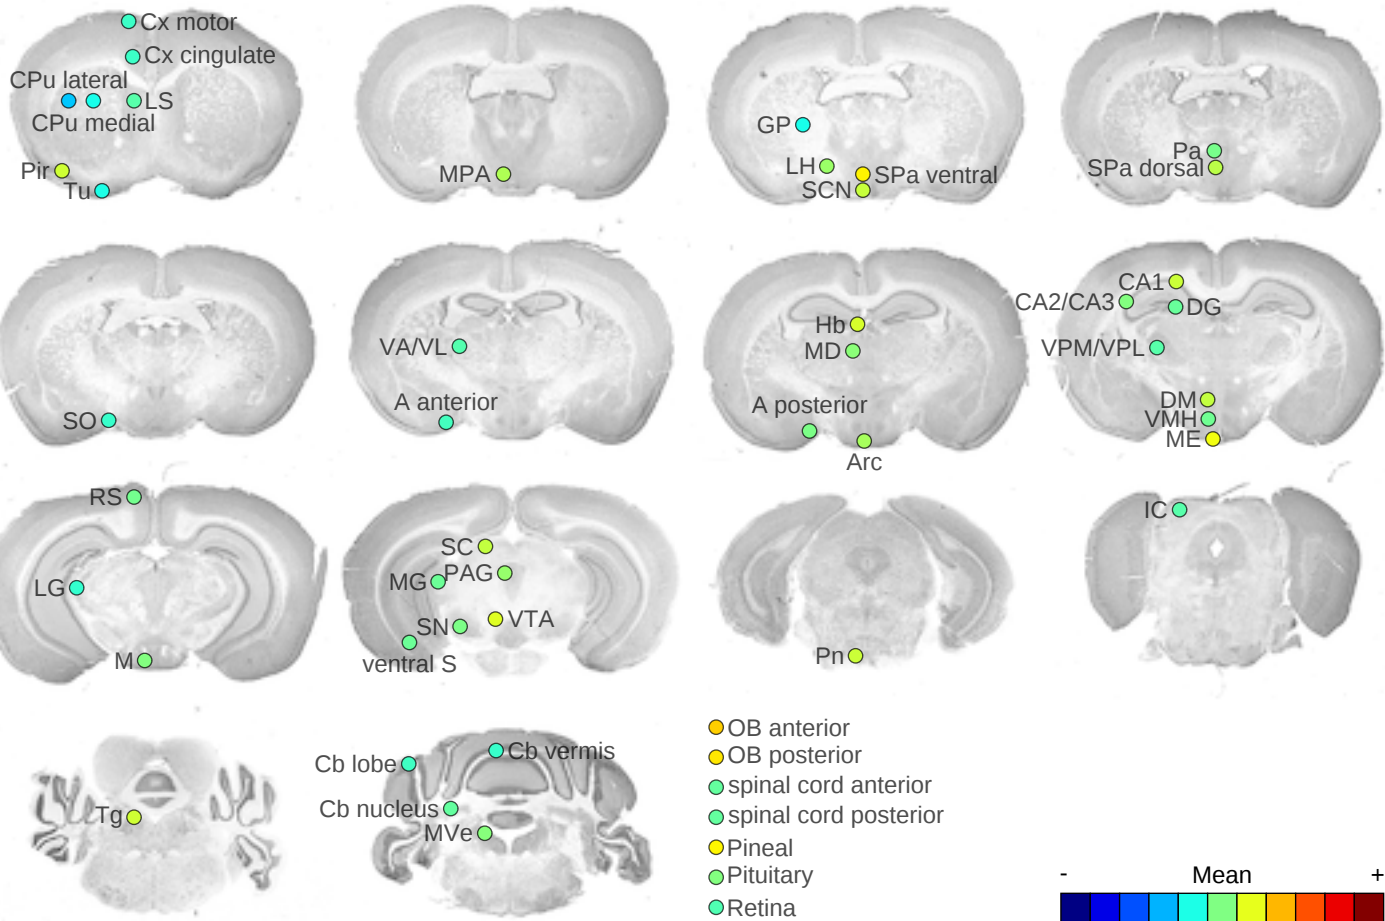 Cx motor
Cx cingulate
CPu lateral
LS
CPu medial
Pir
Tu
MPA
GP
LH
SPa ventral
SCN
Pa
SPa dorsal
SO
VA/VL
A anterior
Hb
MD
A posterior
Arc
CA1
CA2/CA3
DG
VPM/VPL
DM
VMH
ME
RS
LG
M
SC
PAG
MG
VTA
SN
ventral S
Pn
IC
Tg
Cb lobe
Cb vermis
Cb nucleus
MVe
OB anterior
OB posterior
spinal cord anterior
spinal cord posterior
Pineal
Pituitary
Retina
- Mean +